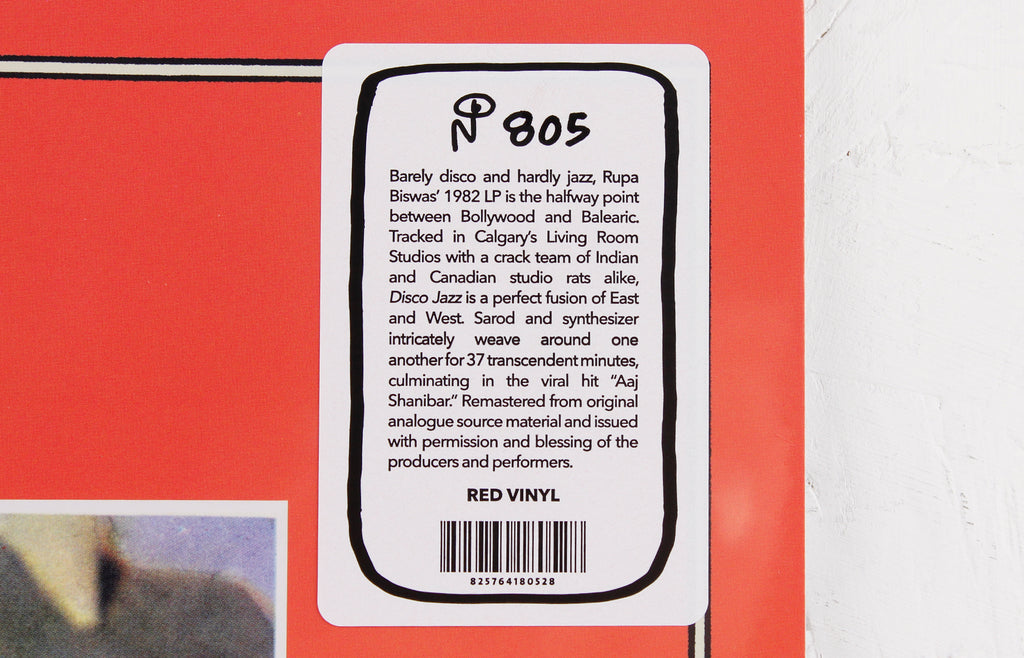 N 805
Barely disco and hardly jazz, Rupa
Biswas’ 1982 LP is the halfway point
between Bollywood and Balearic.
Tracked in Calgary’s Living Room
Studios with a crack team of Indian
and Canadian studio rats alike,
Disco Jazz is a perfect fusion of East
and West. Sarod and synthesizer
intricately weave around one
another for 37 transcendent minutes,
culminating in the viral hit “Aaj
Shanibar.” Remastered from original
analogue source material and issued
with permission and blessing of the
producers and performers.
RED VINYL
825764180528